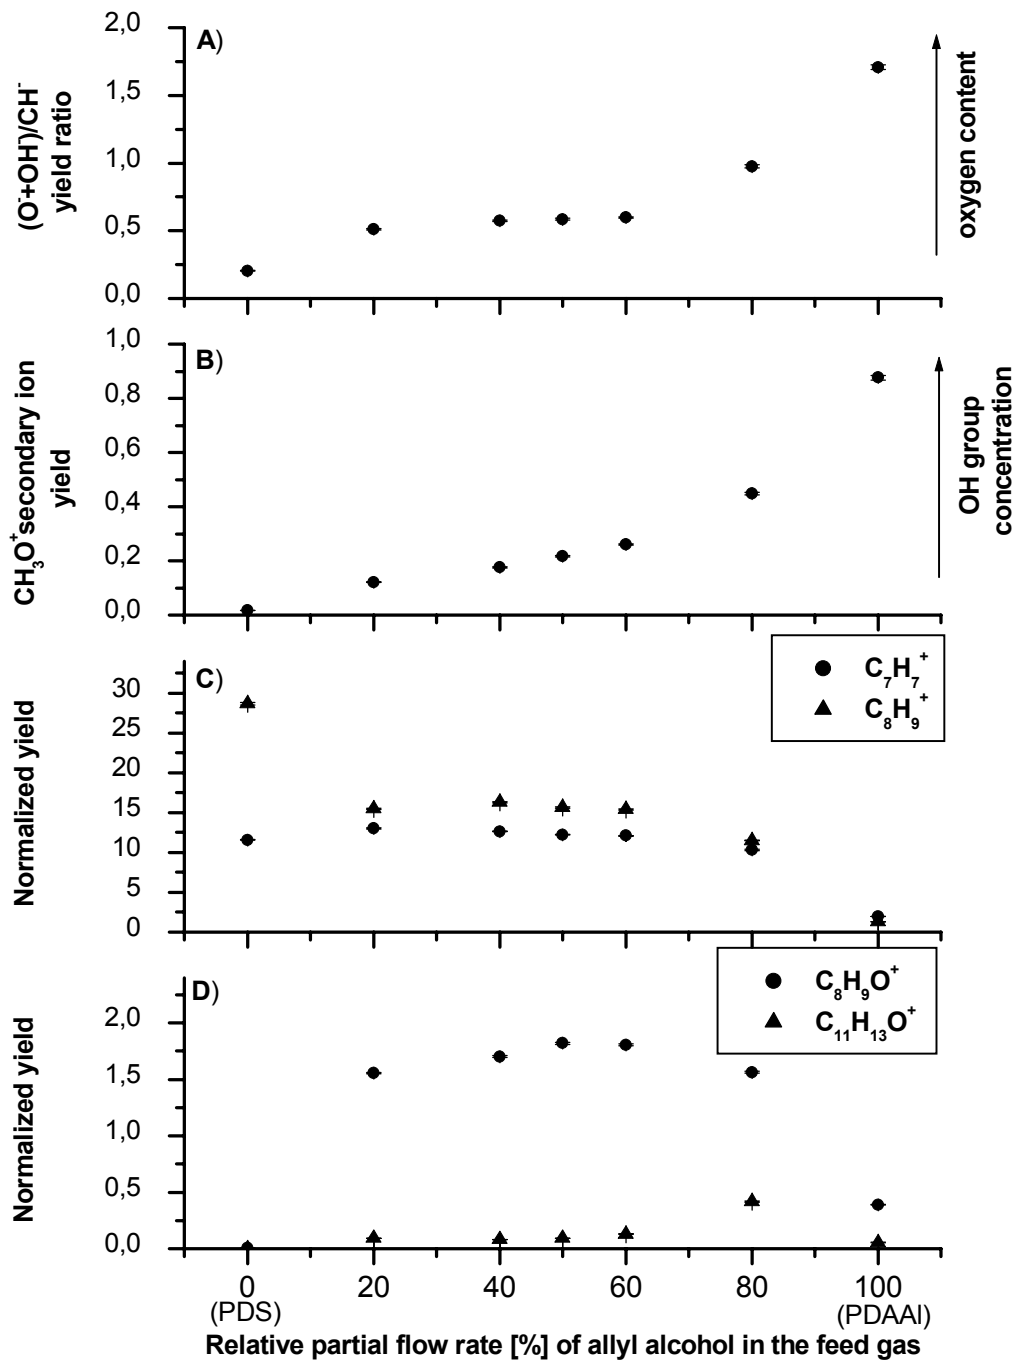 A)
(O⁻+OH⁻)/CH⁻
yield ratio
2,0
1,5
1,0
0,5
0,0
oxygen content
B)
CH₃O⁺secondary ion
yield
1,0
0,8
0,6
0,4
0,2
0,0
OH group
concentration
C)
Normalized yield
30
25
20
15
10
5
0
C₇H₇⁺
C₈H₉⁺
D)
Normalized yield
2,0
1,5
1,0
0,5
0,0
C₈H₉O⁺
C₁₁H₁₃O⁺
0 20 40 60 80 100
(PDS) (PDAAl)
Relative partial flow rate [%] of allyl alcohol in the feed gas